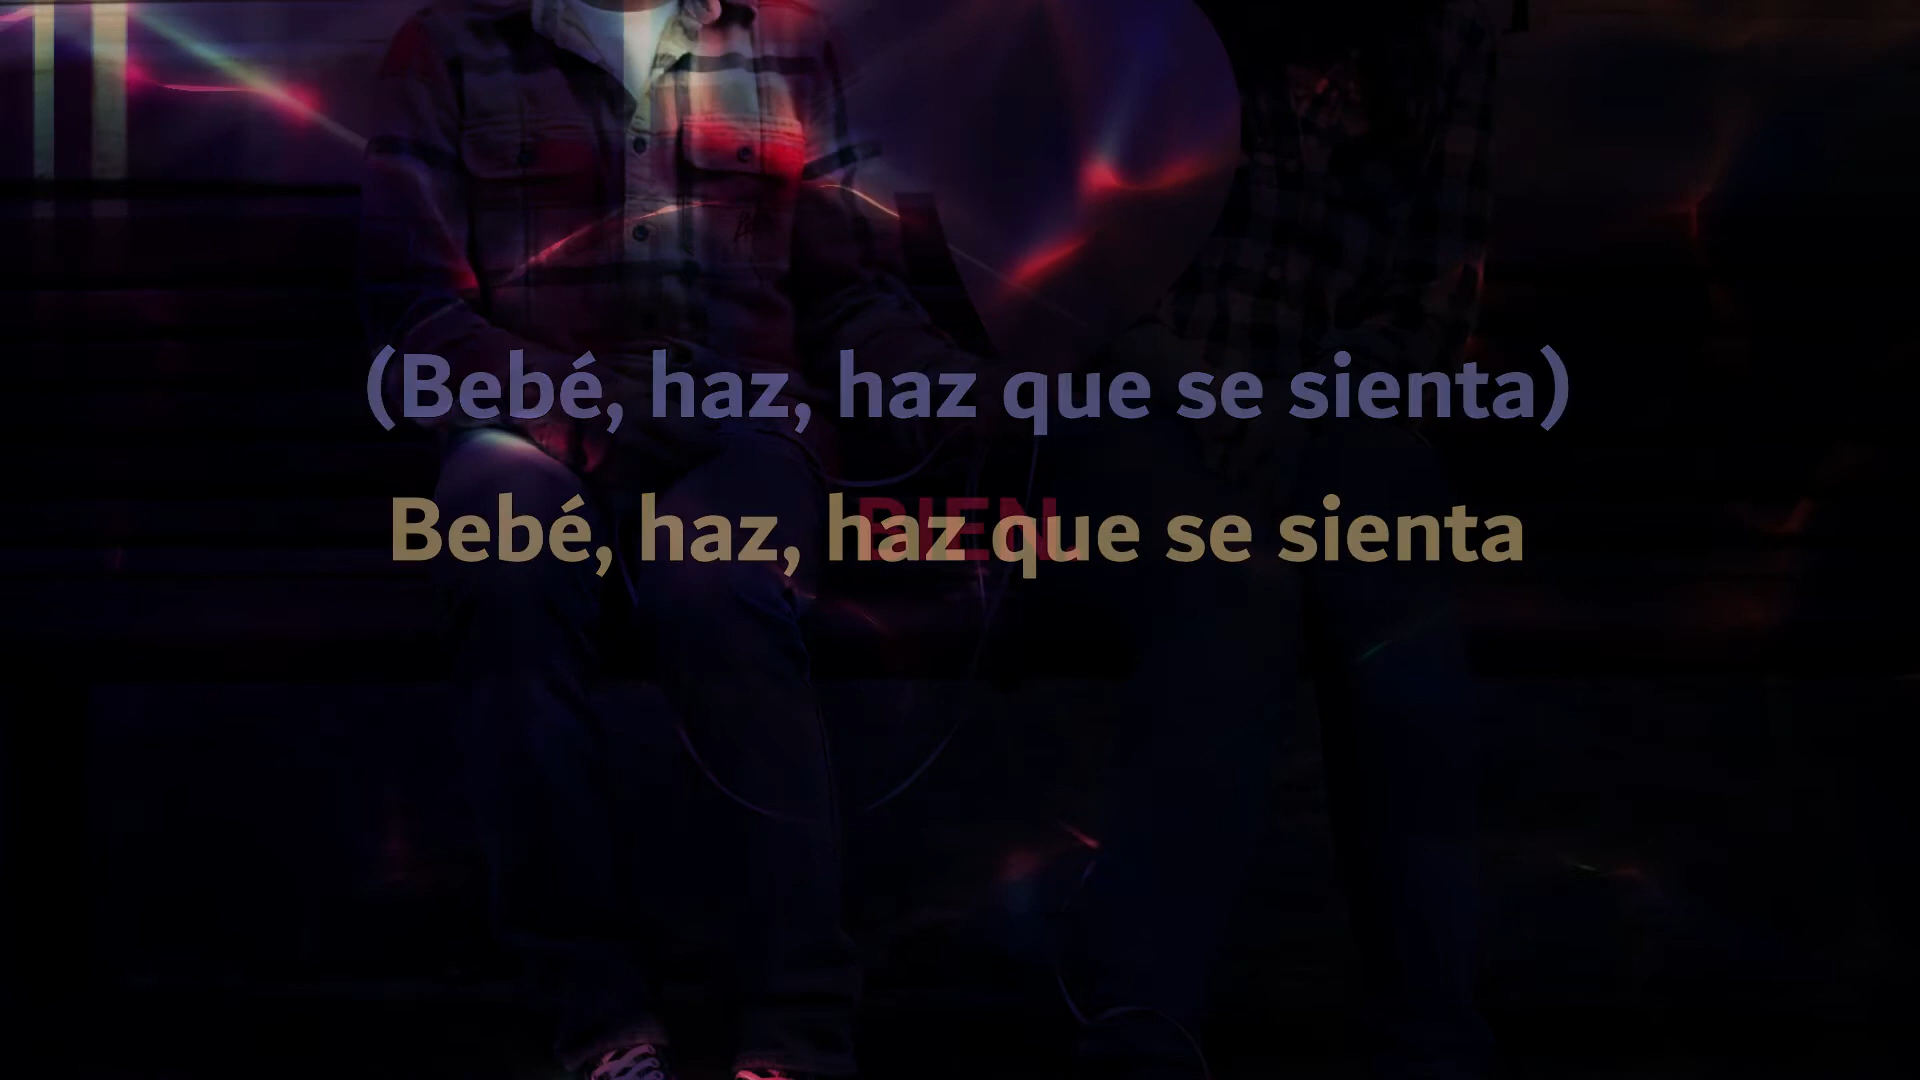 (Bebé, haz, haz que se sienta)
Bebé, haz, haz que se sienta
BIEN.